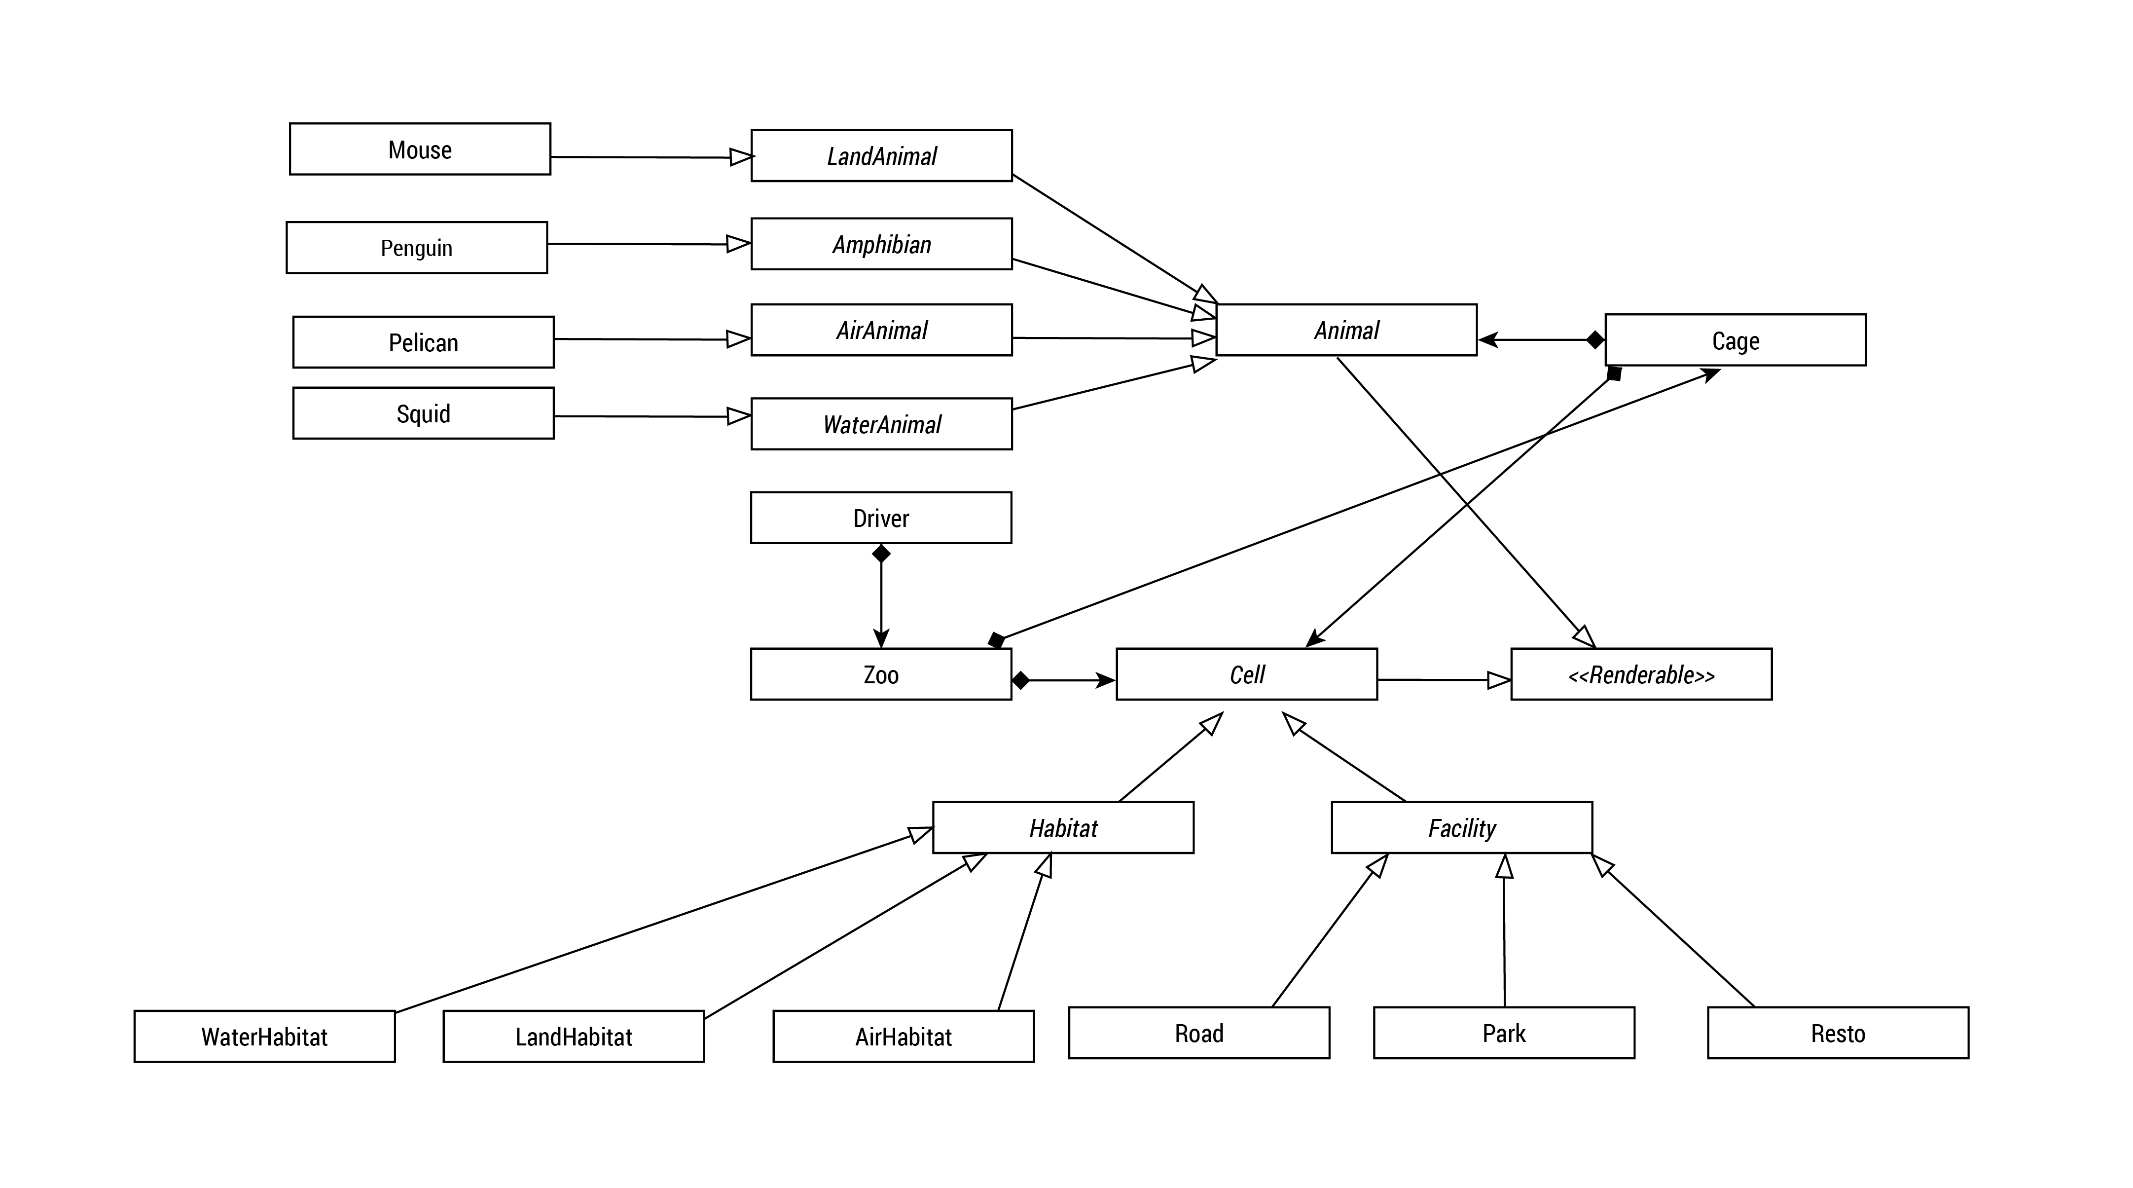 Mouse
LandAnimal
Penguin
Amphibian
Pelican
AirAnimal
Animal
Cage
Squid
WaterAnimal
Driver
Zoo
Cell
<<Renderable>>
Habitat
Facility
WaterHabitat
LandHabitat
AirHabitat
Road
Park
Resto